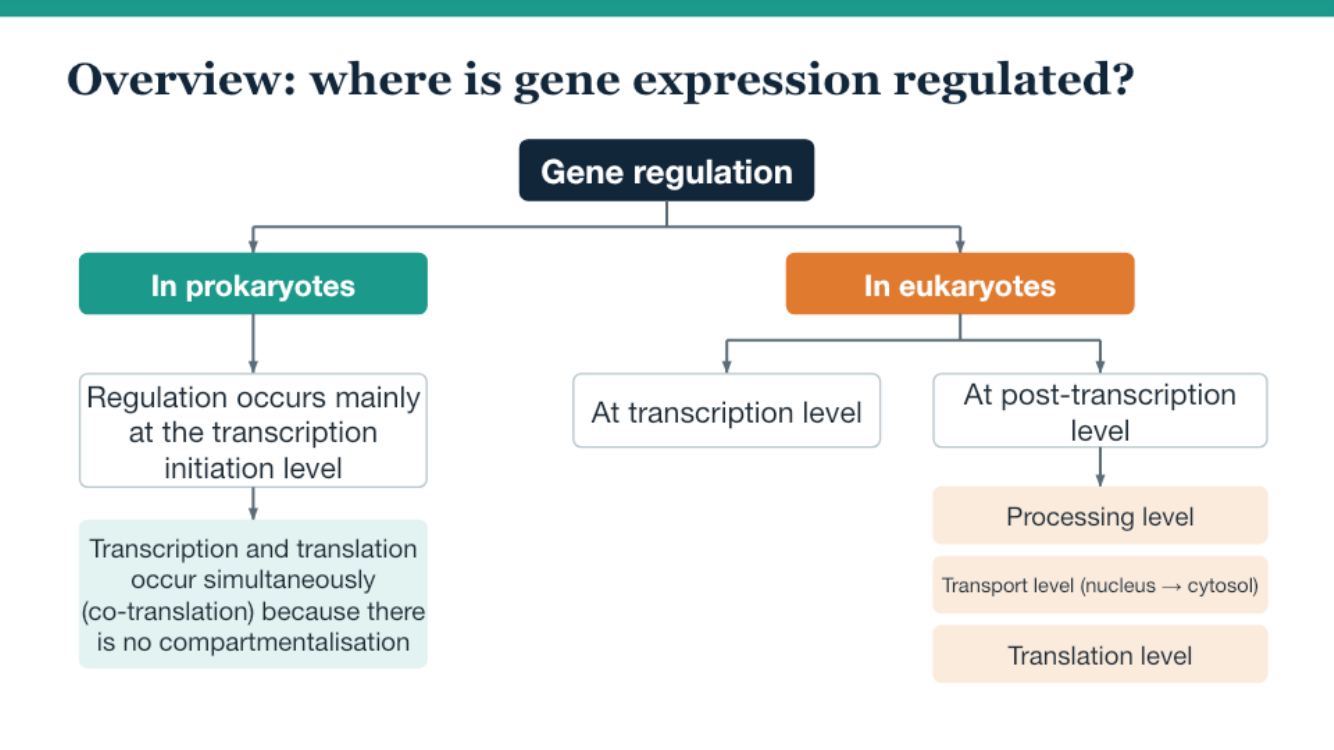 Overview: where is gene expression regulated?
Gene regulation
In prokaryotes
In eukaryotes
Regulation occurs mainly
at the transcription
initiation level
At transcription level
At post-transcription
level
Transcription and translation
occur simultaneously
(co-translation) because there
is no compartmentalisation
Processing level
Transport level (nucleus → cytosol)
Translation level